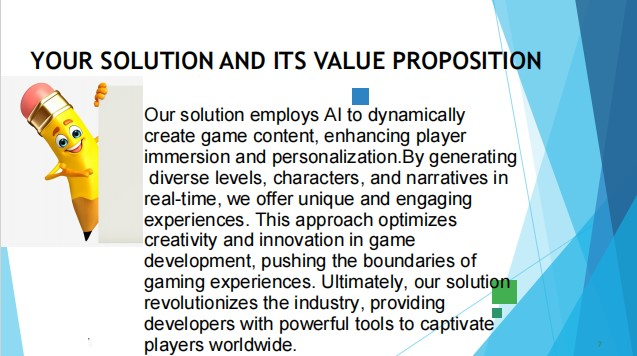 YOUR SOLUTION AND ITS VALUE PROPOSITION
Our solution employs AI to dynamically
create game content, enhancing player
immersion and personalization.By generating
diverse levels, characters, and narratives in
real-time, we offer unique and engaging
experiences. This approach optimizes
creativity and innovation in game
development, pushing the boundaries of
gaming experiences. Ultimately, our solution
revolutionizes the industry, providing
developers with powerful tools to captivate
players worldwide.
7